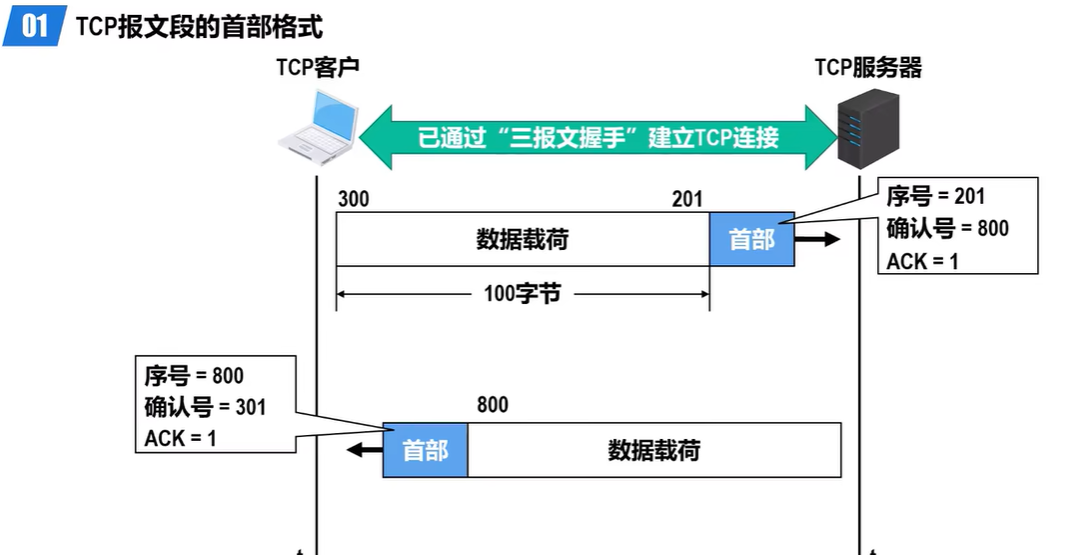 01 TCP报文段的首部格式
TCP客户
TCP服务器
已通过“三报文握手”建立TCP连接
300
201
数据载荷
首部
序号 = 201
确认号 = 800
ACK = 1
100字节
序号 = 800
确认号 = 301
ACK = 1
800
首部
数据载荷